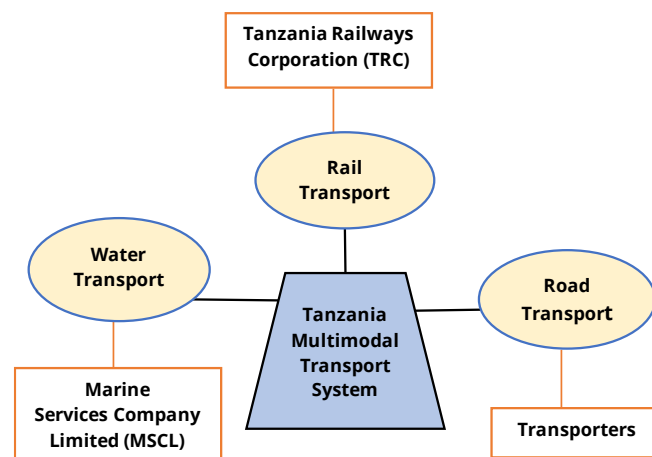 Tanzania Railways
Corporation (TRC)
Rail
Transport
Water
Transport
Road
Transport
Tanzania
Multimodal
Transport
System
Marine
Services Company
Limited (MSCL)
Transporters